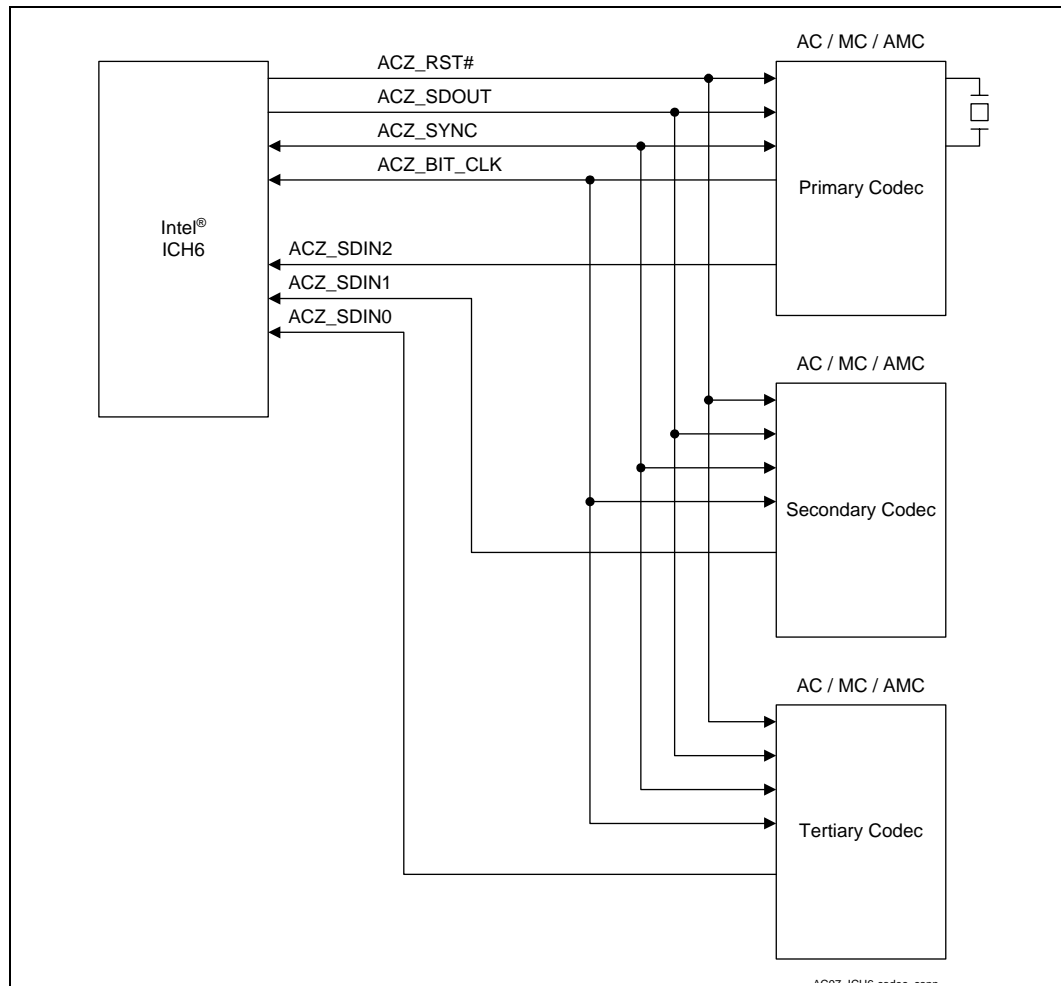 AC / MC / AMC
ACZ_RST#
ACZ_SDOUT
ACZ_SYNC
ACZ_BIT_CLK
Primary Codec
Intel®
ICH6
ACZ_SDIN2
ACZ_SDIN1
ACZ_SDIN0
AC / MC / AMC
Secondary Codec
AC / MC / AMC
Tertiary Codec